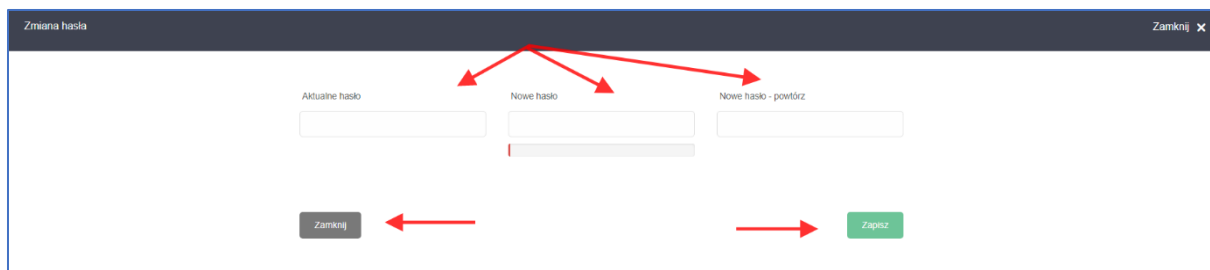 Zmiana hasła
Zamknij ×
Aktualne hasło
Nowe hasło
Nowe hasło - powtórz
Zamknij
Zapisz